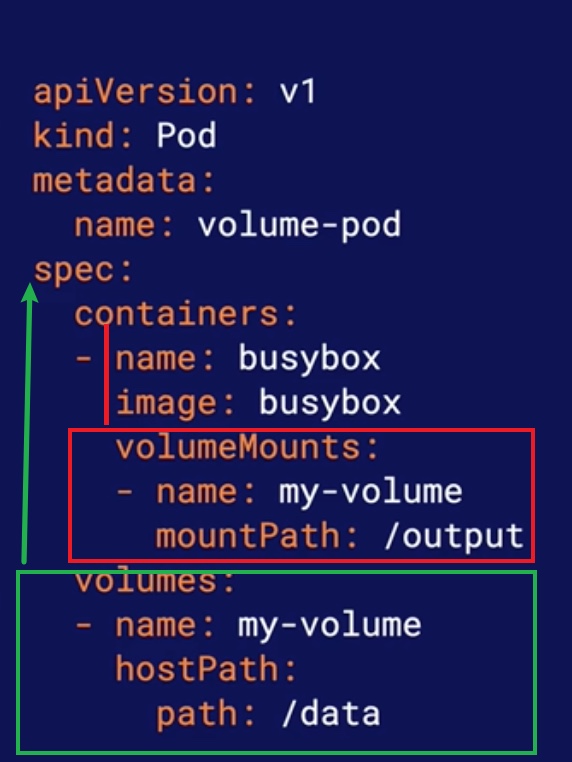 apiVersion: v1
kind: Pod
metadata:
  name: volume-pod
spec:
  containers:
  - name: busybox
    image: busybox
    volumeMounts:
    - name: my-volume
      mountPath: /output
  volumes:
  - name: my-volume
    hostPath:
      path: /data